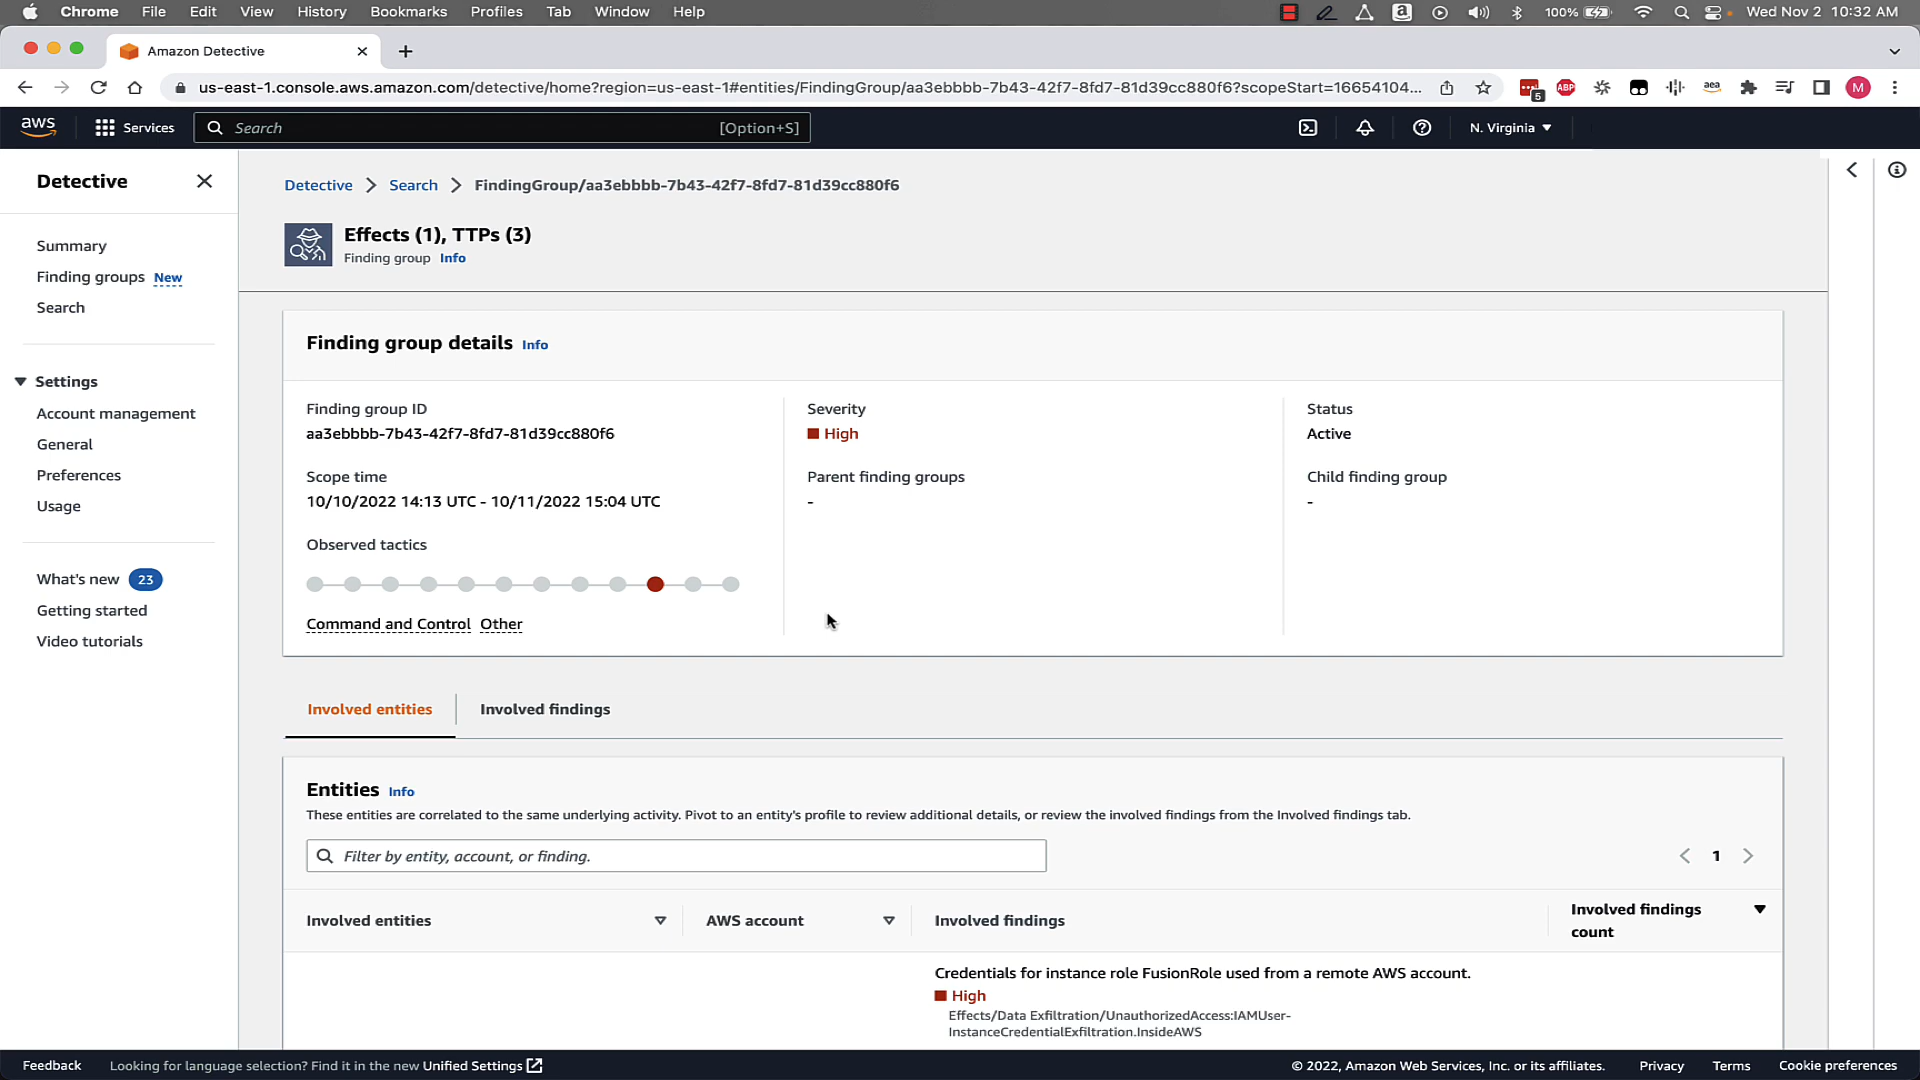 Chrome File Edit View History Bookmarks Profiles Tab Window Help 100% Wed Nov 2 10:32 AM
Amazon Detective
us-east-1.console.aws.amazon.com/detective/home?region=us-east-1#entities/FindingGroup/aa3ebbbb-7b43-42f7-8fd7-81d39cc880f6?scopeStart=16654104... 5 ABP aea M
aws Services Search [Option+S] N. Virginia
Detective
Summary
Finding groups New
Search
Settings
Account management
General
Preferences
Usage
What's new 23
Getting started
Video tutorials
Detective > Search > FindingGroup/aa3ebbbb-7b43-42f7-8fd7-81d39cc880f6
Effects (1), TTPs (3)
Finding group Info
Finding group details Info
Finding group ID
aa3ebbbb-7b43-42f7-8fd7-81d39cc880f6
Scope time
10/10/2022 14:13 UTC - 10/11/2022 15:04 UTC
Observed tactics
Command and Control Other
Severity
High
Parent finding groups
-
Status
Active
Child finding group
-
Involved entities Involved findings
Entities Info
These entities are correlated to the same underlying activity. Pivot to an entity's profile to review additional details, or review the involved findings from the Involved findings tab.
Filter by entity, account, or finding.
1
Involved entities AWS account Involved findings Involved findings
count
Credentials for instance role FusionRole used from a remote AWS account.
High
Effects/Data Exfiltration/UnauthorizedAccess:IAMUser-
InstanceCredentialExfiltration.InsideAWS
Feedback Looking for language selection? Find it in the new Unified Settings © 2022, Amazon Web Services, Inc. or its affiliates. Privacy Terms Cookie preferences